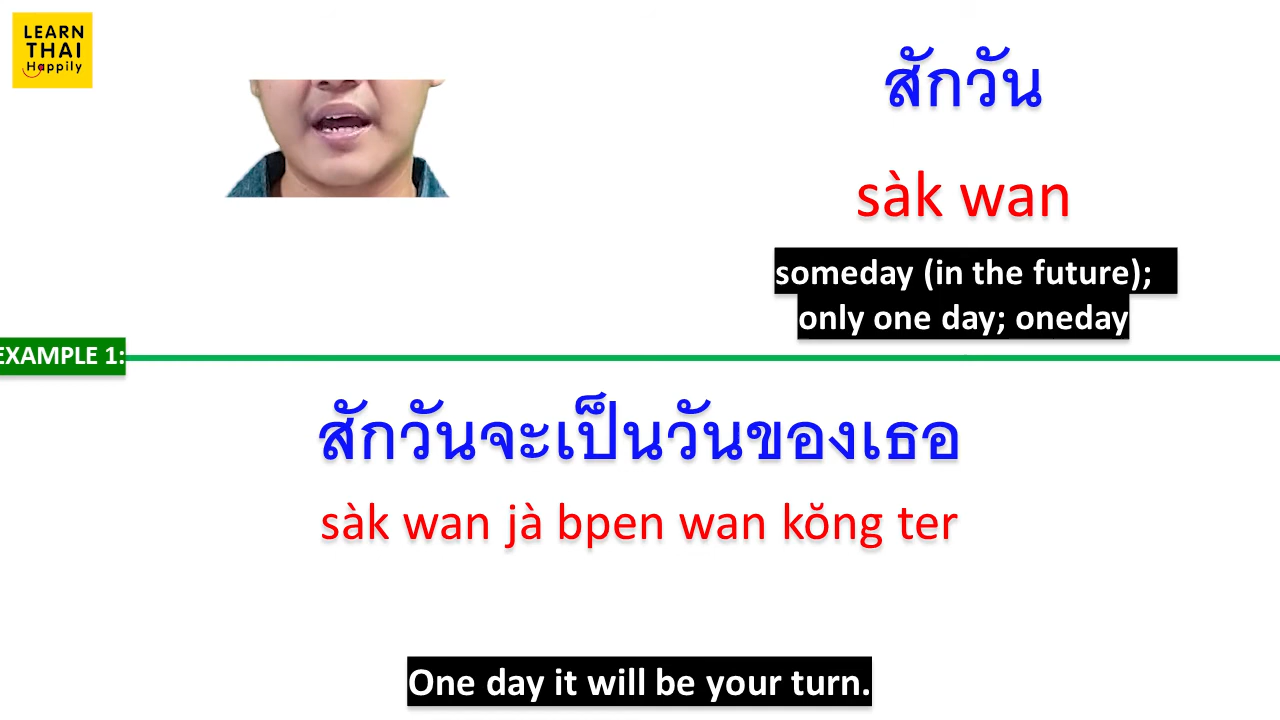 LEARN
THAI
Happily
สักวัน
sàk wan
someday (in the future);
only one day; oneday
EXAMPLE 1:
สักวันจะเป็นวันของเธอ
sàk wan jà bpen wan kŏng ter
One day it will be your turn.